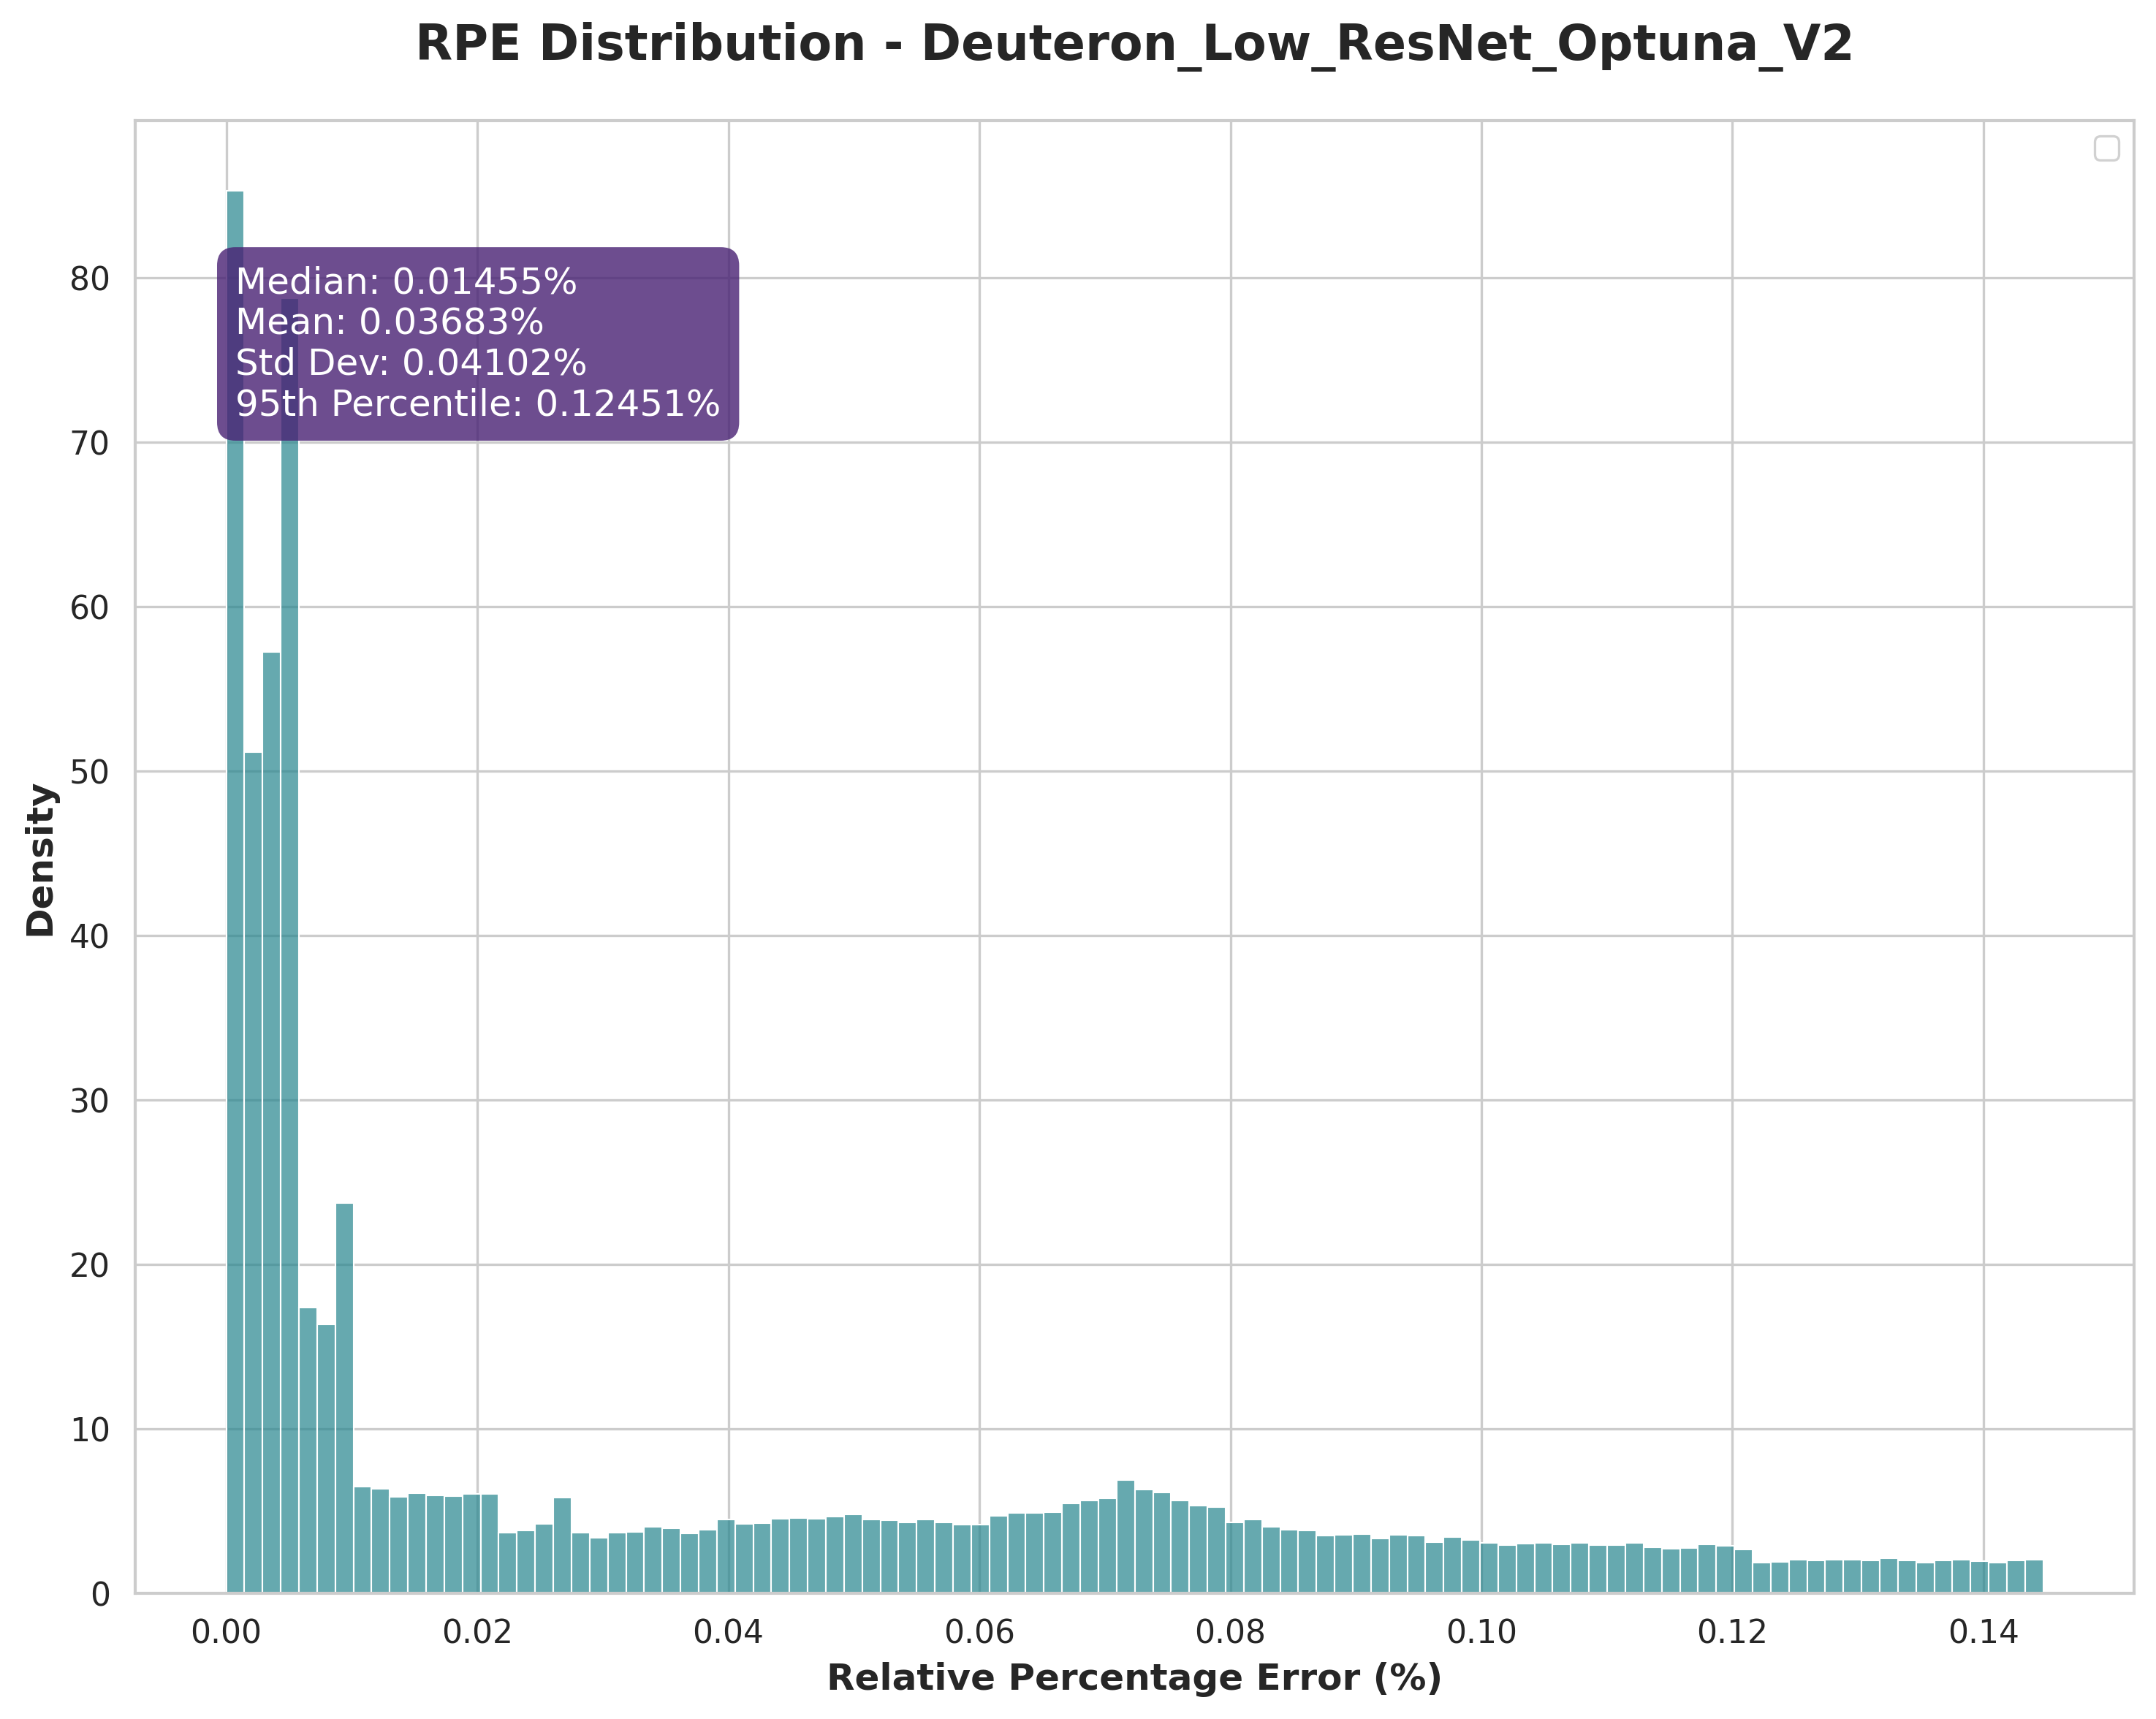 RPE Distribution - Deuteron_Low_ResNet_Optuna_V2
Median: 0.01455%
Mean: 0.03683%
Std Dev: 0.04102%
95th Percentile: 0.12451%
Density
80
70
60
50
40
30
20
10
0
0.00 0.02 0.04 0.06 0.08 0.10 0.12 0.14
Relative Percentage Error (%)